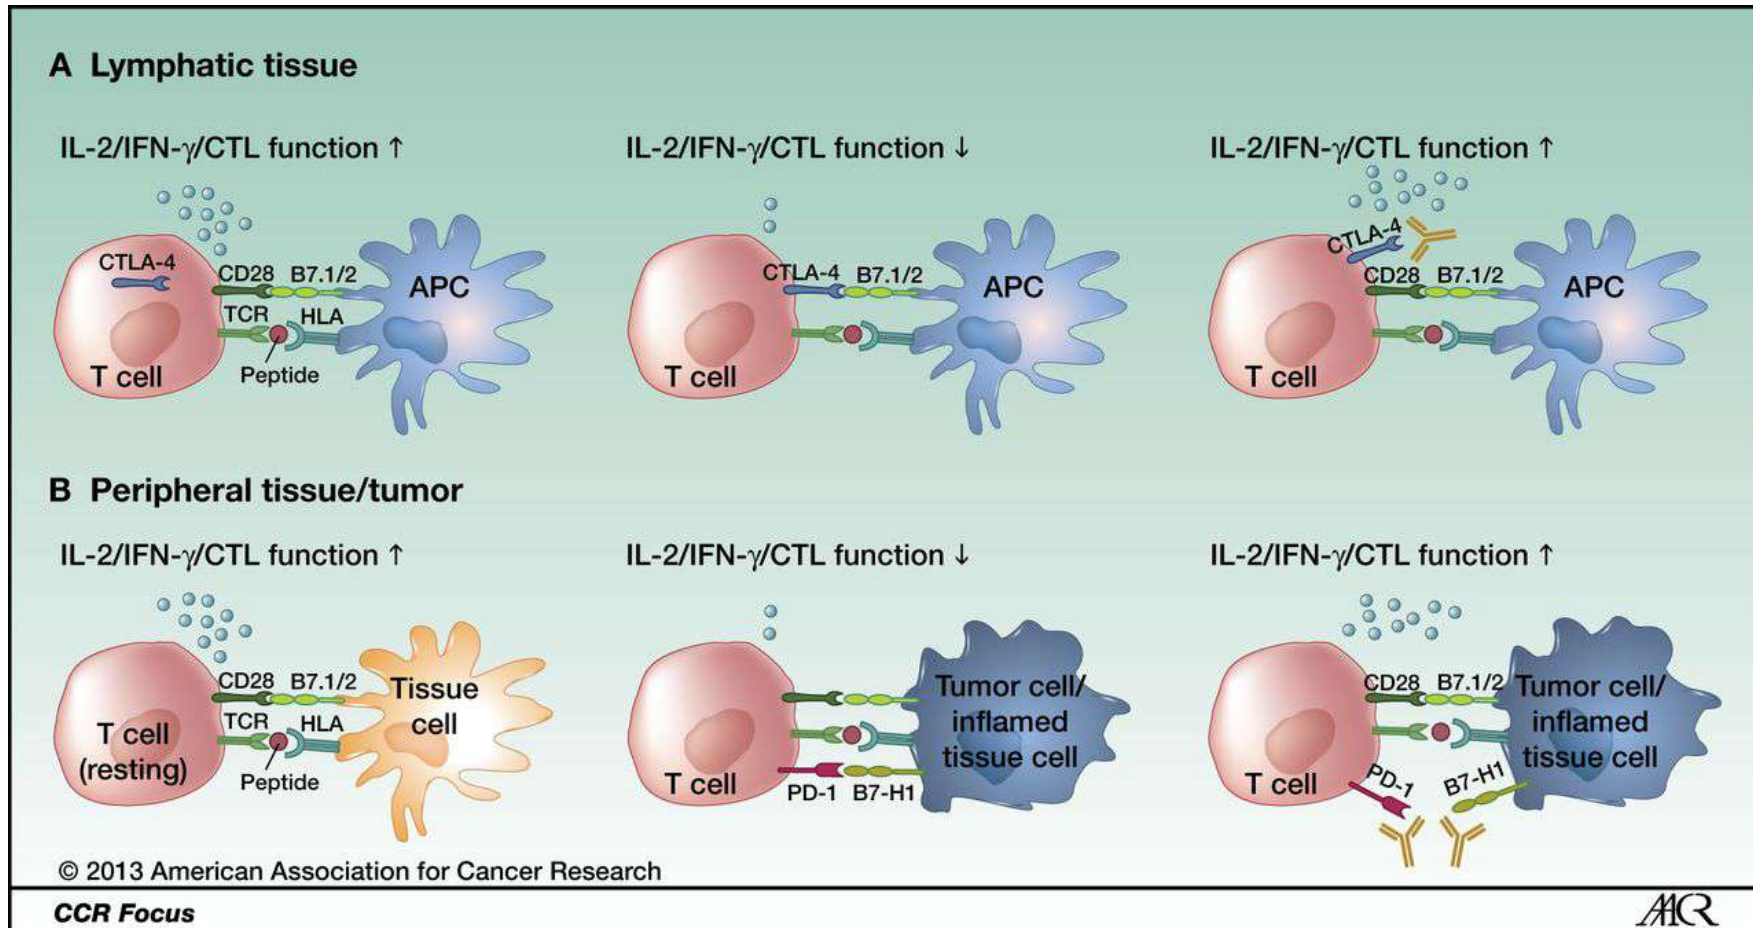 A Lymphatic tissue
IL-2/IFN-γ/CTL function ↑
CTLA-4
CD28 B7.1/2
APC
TCR
HLA
T cell
Peptide
IL-2/IFN-γ/CTL function ↓
CTLA-4 B7.1/2
APC
T cell
IL-2/IFN-γ/CTL function ↑
CTLA-4
CD28 B7.1/2
APC
T cell
B Peripheral tissue/tumor
IL-2/IFN-γ/CTL function ↑
CD28 B7.1/2
Tissue
cell
TCR
HLA
T cell
(resting)
Peptide
IL-2/IFN-γ/CTL function ↓
Tumor cell/
inflamed
tissue cell
T cell
PD-1 B7-H1
IL-2/IFN-γ/CTL function ↑
CD28 B7.1/2
Tumor cell/
inflamed
tissue cell
T cell
PD-1
B7-H1
© 2013 American Association for Cancer Research
CCR Focus
AACR